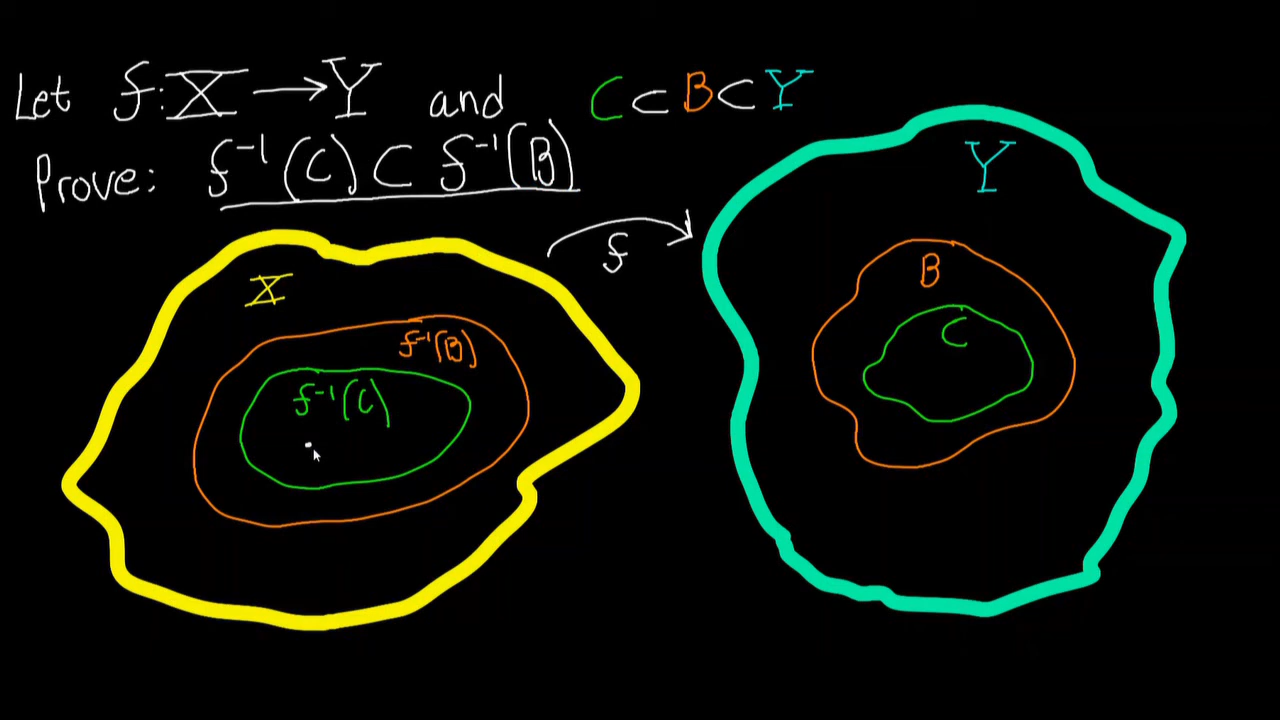 Let f: X → Y and C ⊂ B ⊂ Y
Prove: f⁻¹(C) ⊂ f⁻¹(B)
f
X
f⁻¹(B)
f⁻¹(C)
Y
B
C